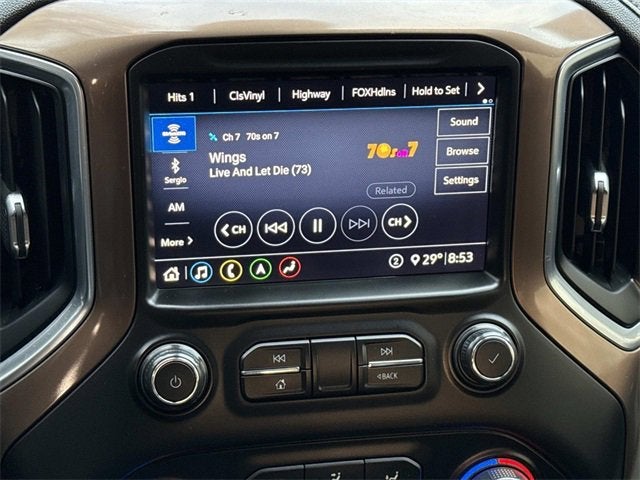 Hits 1 ClsVinyl Highway FOXHdlns Hold to Set
SiriusXM
Ch 7 70s on 7
Wings
Live And Let Die (73)
70s on 7
Related
Sound
Browse
Settings
Sergio
AM
More
CH
CH
2 29° 8:53
BACK